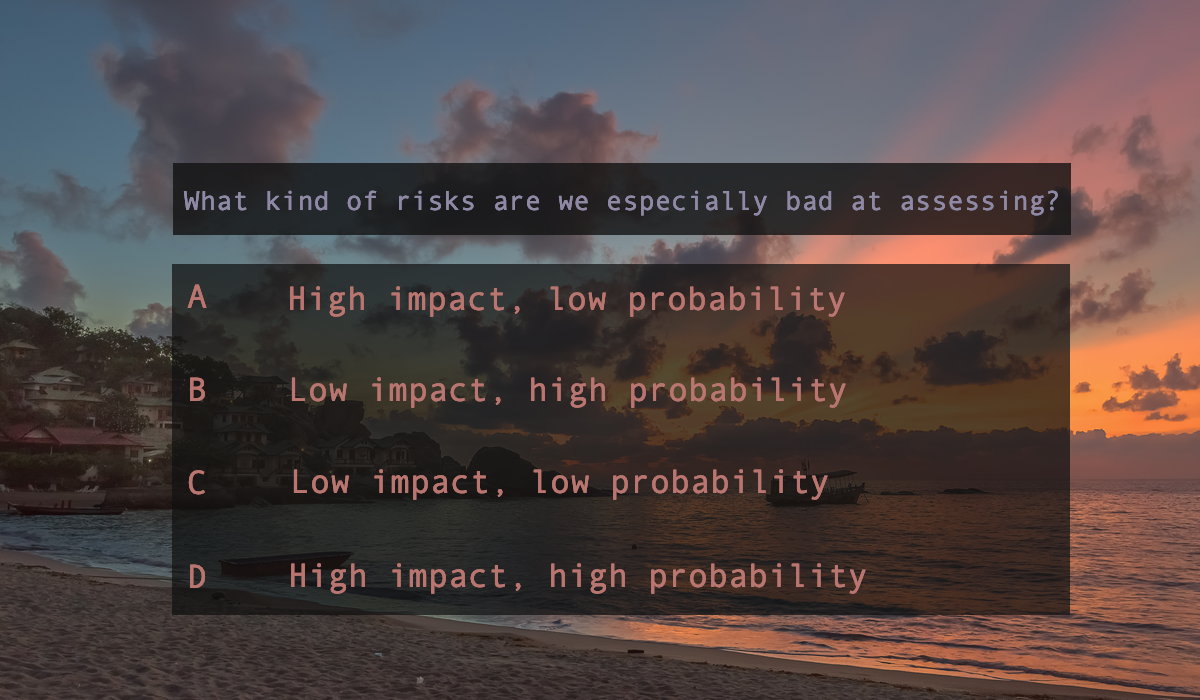 What kind of risks are we especially bad at assessing?
A High impact, low probability
B Low impact, high probability
C Low impact, low probability
D High impact, high probability